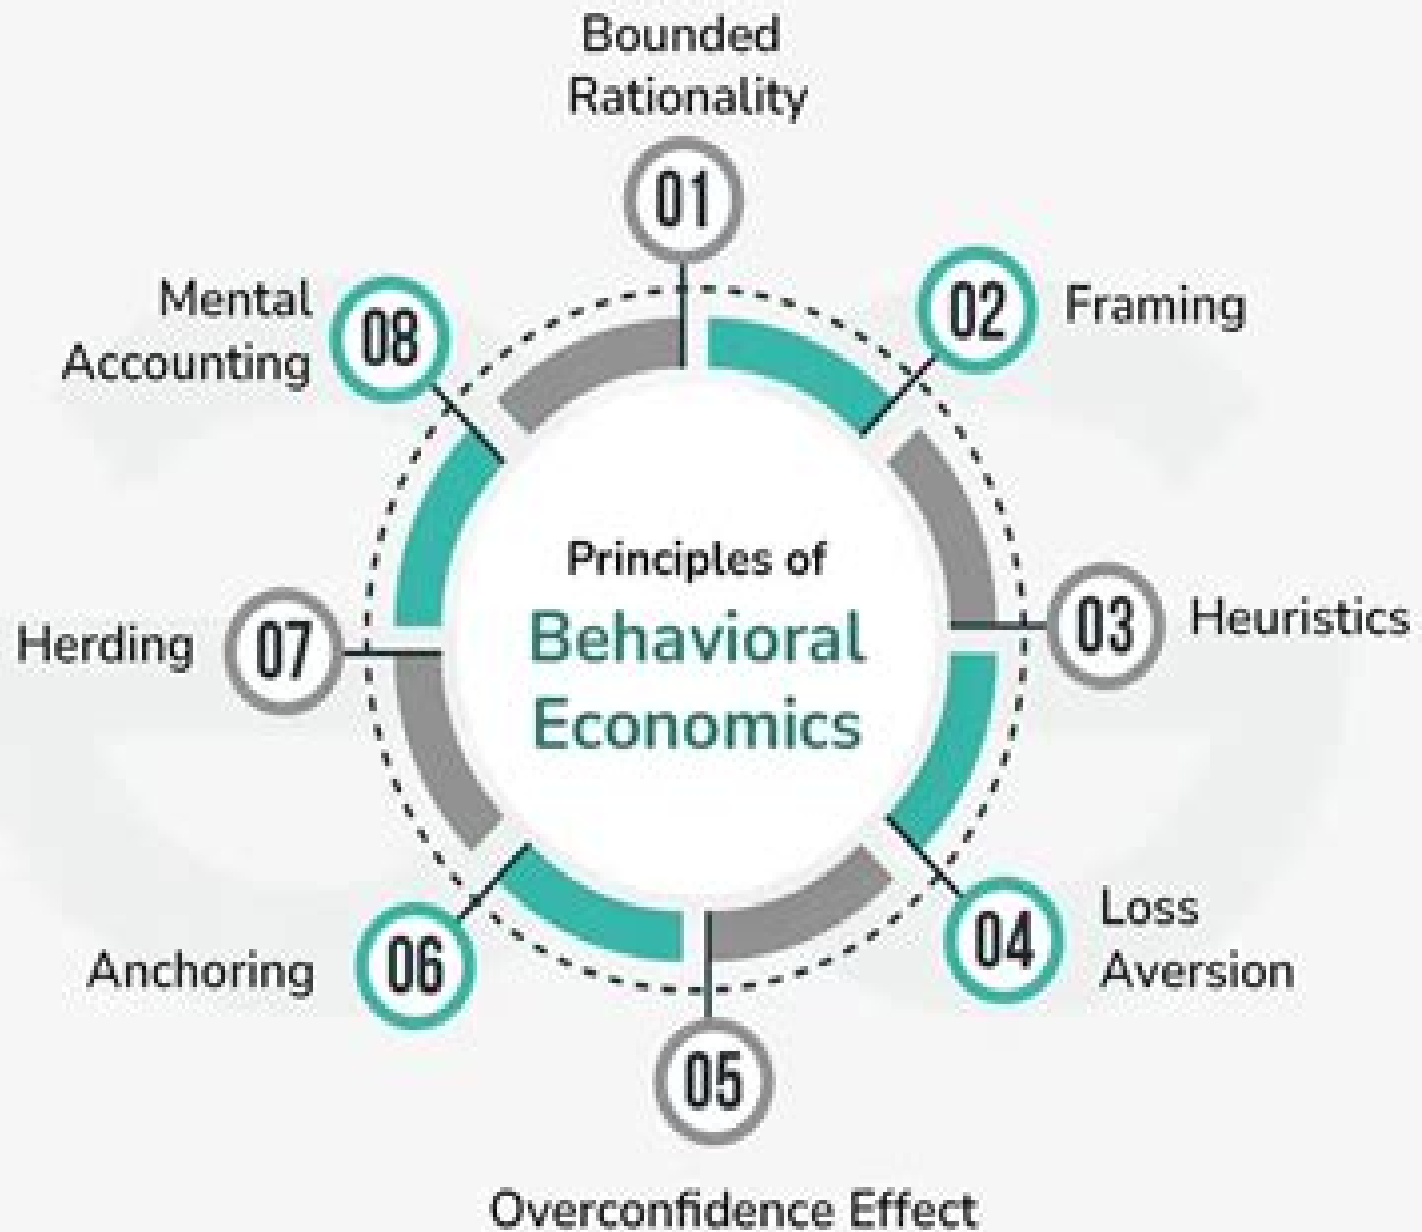 Bounded
Rationality
01
02
Framing
03
Heuristics
04
Loss
Aversion
05
Overconfidence Effect
06
Anchoring
07
Herding
08
Mental
Accounting
Principles of
Behavioral
Economics